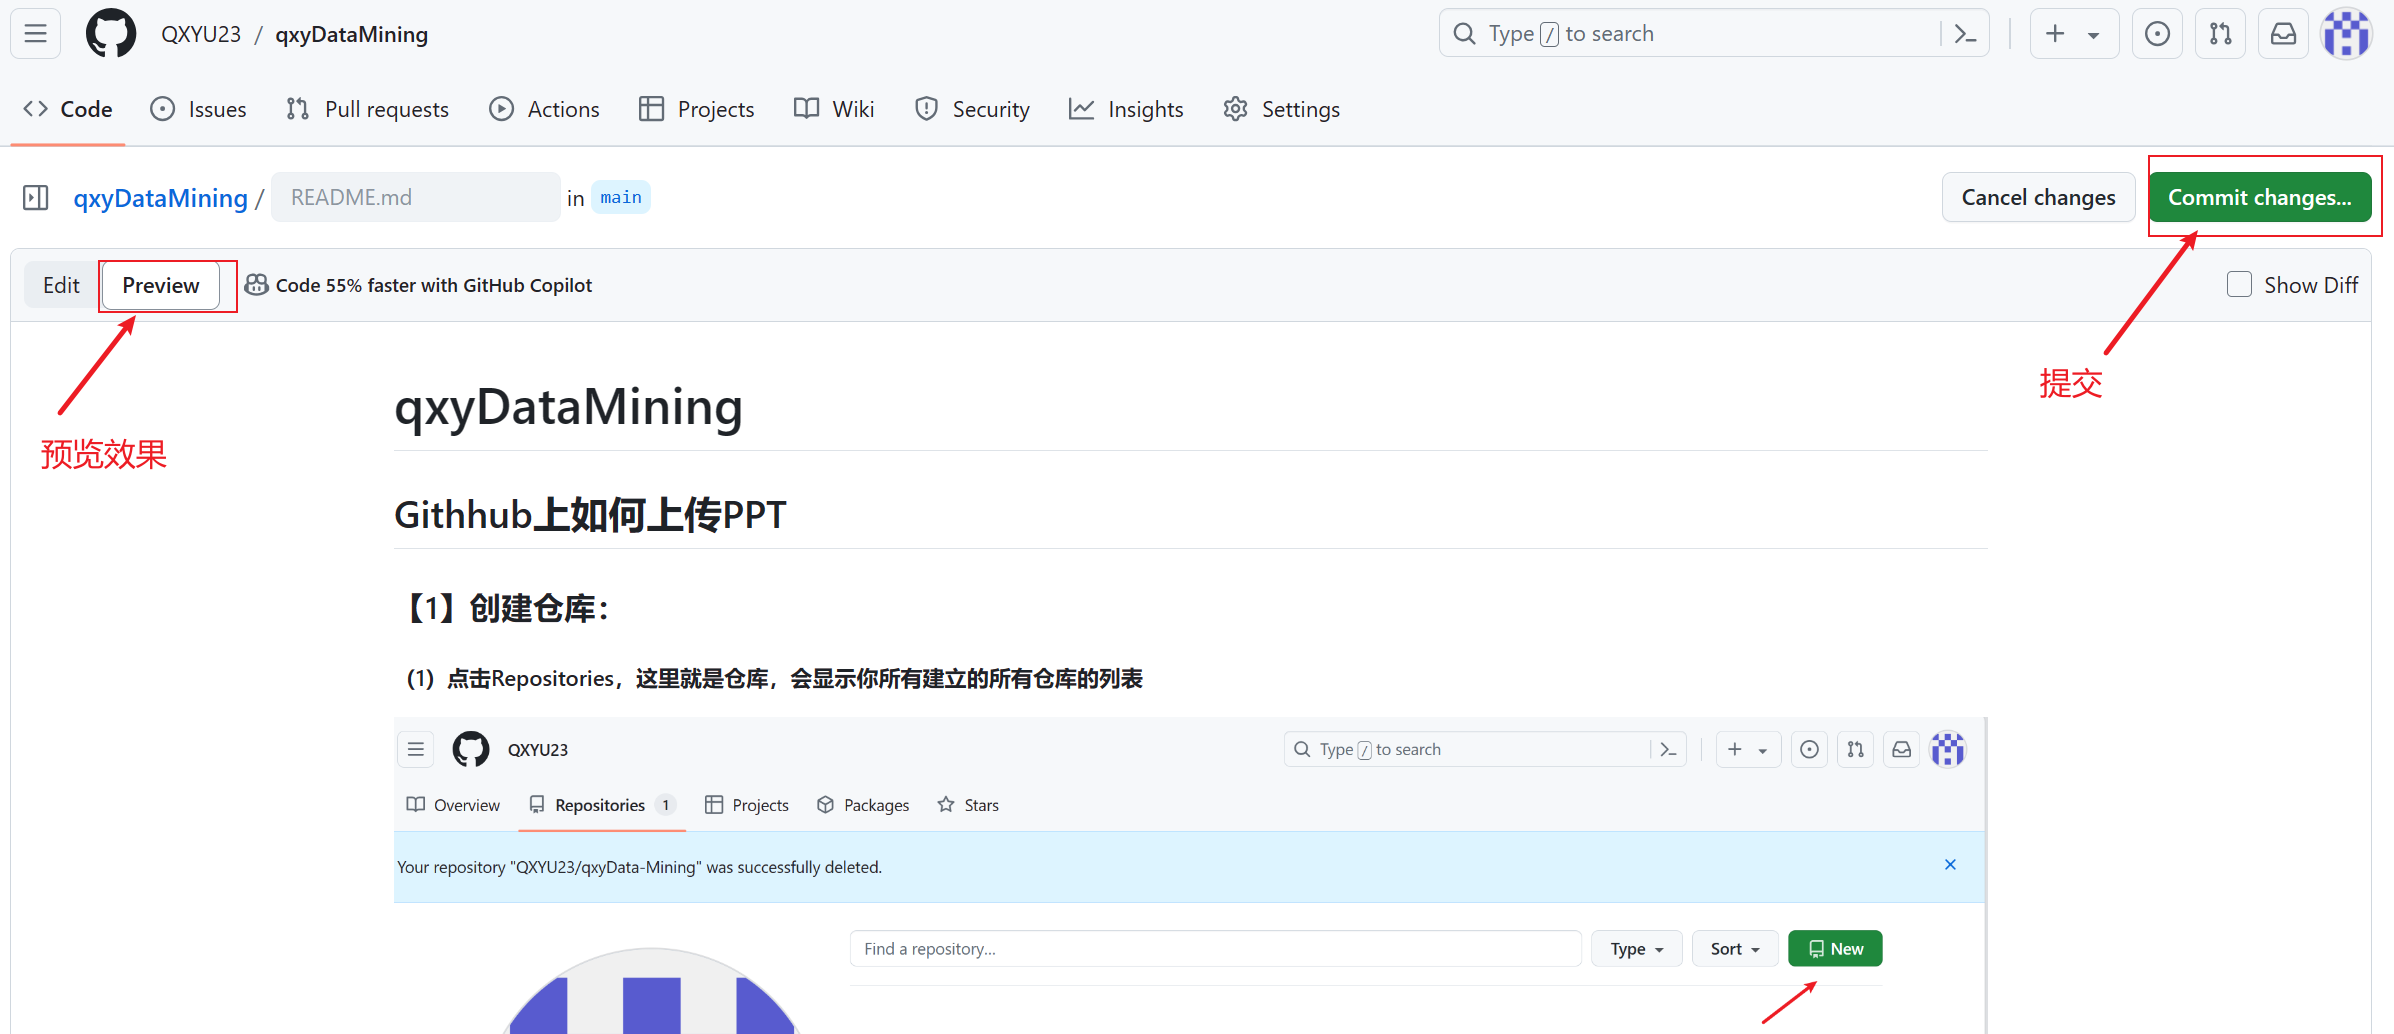 QXYU23 / qxyDataMining
Type / to search
Code Issues Pull requests Actions Projects Wiki Security Insights Settings
qxyDataMining / README.md in main
Cancel changes Commit changes...
Edit Preview Code 55% faster with GitHub Copilot Show Diff
提交
预览效果
qxyDataMining
Githhub上如何上传PPT
【1】创建仓库：
（1）点击Repositories，这里就是仓库，会显示你所有建立的所有仓库的列表
QXYU23 Type / to search
Overview Repositories 1 Projects Packages Stars
Your repository "QXYU23/qxyData-Mining" was successfully deleted.
Find a repository... Type Sort New